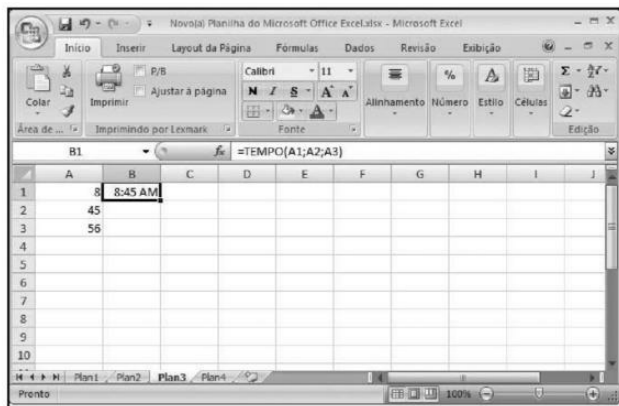 Novo(a) Planilha do Microsoft Office Excel.xlsx - Microsoft Excel
Início Inserir Layout da Página Fórmulas Dados Revisão Exibição
P/B
Ajustar à página
Colar
Imprimir
Calibri 11
N I S A A
A
Alinhamento Número Estilo Células
% A Σ
Área de ... Imprimindo por Lexmark Fonte Edição
B1 fx =TEMPO(A1;A2;A3)
A B C D E F G H I J
1 8 8:45 AM
2 45
3 56
4
5
6
7
8
9
10
Plan1 Plan2 Plan3 Plan4
Pronto 100%